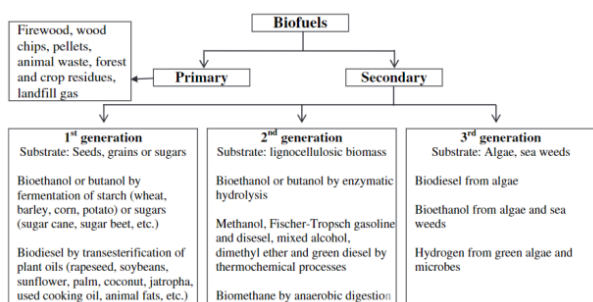 Biofuels
Firewood, wood
chips, pellets,
animal waste, forest
and crop residues,
landfill gas
Primary
Secondary
1st generation
Substrate: Seeds, grains or sugars
Bioethanol or butanol by
fermentation of starch (wheat,
barley, corn, potato) or sugars
(sugar cane, sugar beet, etc.)
Biodiesel by transesterification of
plant oils (rapeseed, soybeans,
sunflower, palm, coconut, jatropha,
used cooking oil, animal fats, etc.)
2nd generation
Substrate: lignocellulosic biomass
Bioethanol or butanol by enzymatic
hydrolysis
Methanol, Fischer-Tropsch gasoline
and disesel, mixed alcohol,
dimethyl ether and green diesel by
thermochemical processes
Biomethane by anaerobic digestion
3rd generation
Substrate: Algae, sea weeds
Biodiesel from algae
Bioethanol from algae and sea
weeds
Hydrogen from green algae and
microbes